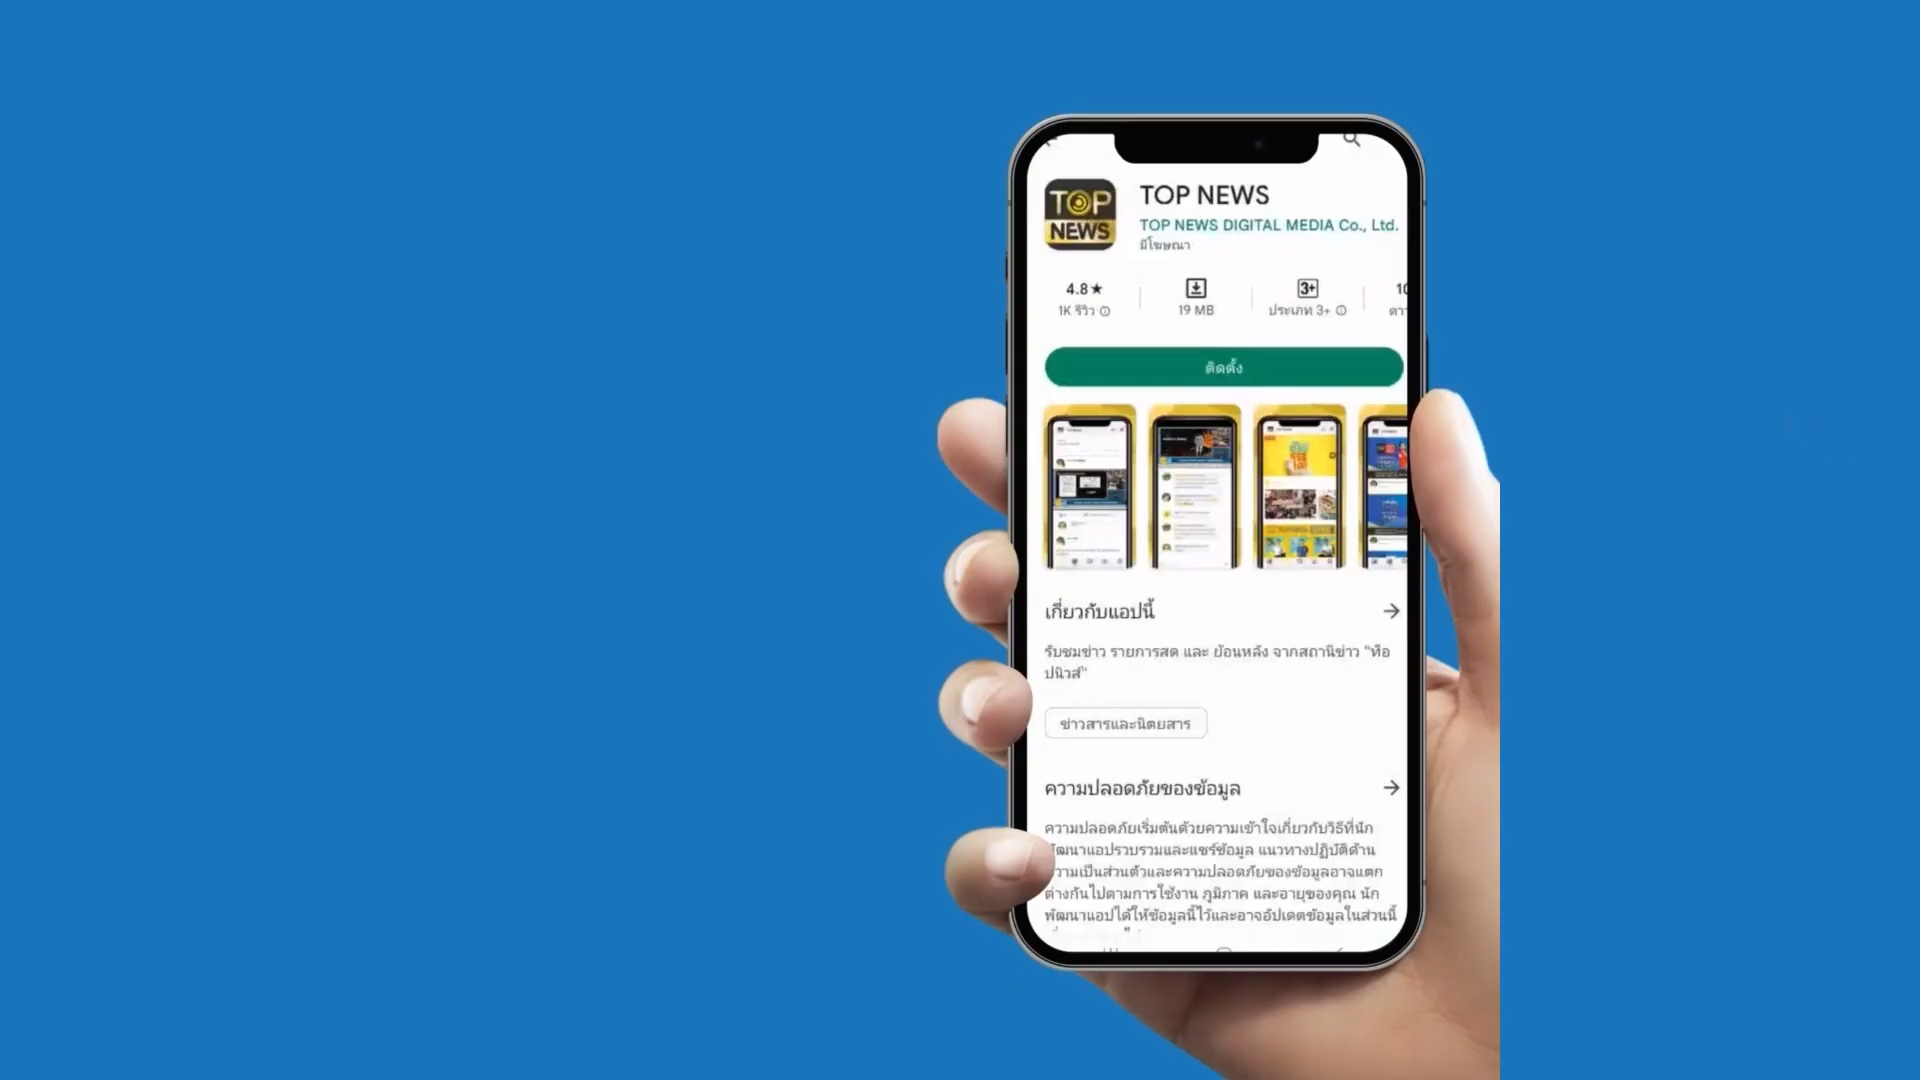 TOP NEWS
TOP
NEWS
TOP NEWS DIGITAL MEDIA Co., Ltd.
มีโฆษณา
4.8★
3+
10
1K รีวิว
19 MB
ประเภท 3+
ติดตั้ง
เกี่ยวกับแอปนี้
รับชมข่าว รายการสด และ ย้อนหลัง จากสถานีข่าว "ท็อ
ปนิวส์"
ข่าวสารและนิตยสาร
ความปลอดภัยของข้อมูล
ความปลอดภัยเริ่มต้นด้วยความเข้าใจเกี่ยวกับวิธีที่นัก
พัฒนาแอปรวบรวมและแชร์ข้อมูล แนวทางปฏิบัติด้าน
ความเป็นส่วนตัวและความปลอดภัยของข้อมูลอาจแตก
ต่างกันไปตามการใช้งาน ภูมิภาค และอายุของคุณ นัก
พัฒนาแอปได้ให้ข้อมูลนี้ไว้และอาจอัปเดตข้อมูลในส่วนนี้